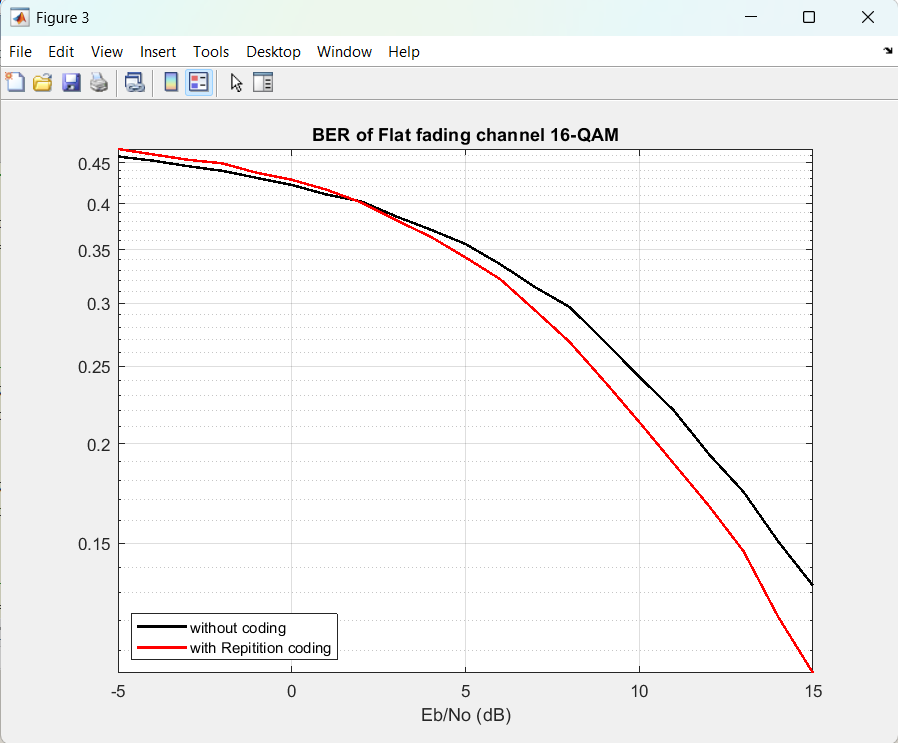 Figure 3
File Edit View Insert Tools Desktop Window Help
BER of Flat fading channel 16-QAM
0.45
0.4
0.35
0.3
0.25
0.2
0.15
without coding
with Repitition coding
-5 0 5 10 15
Eb/No (dB)